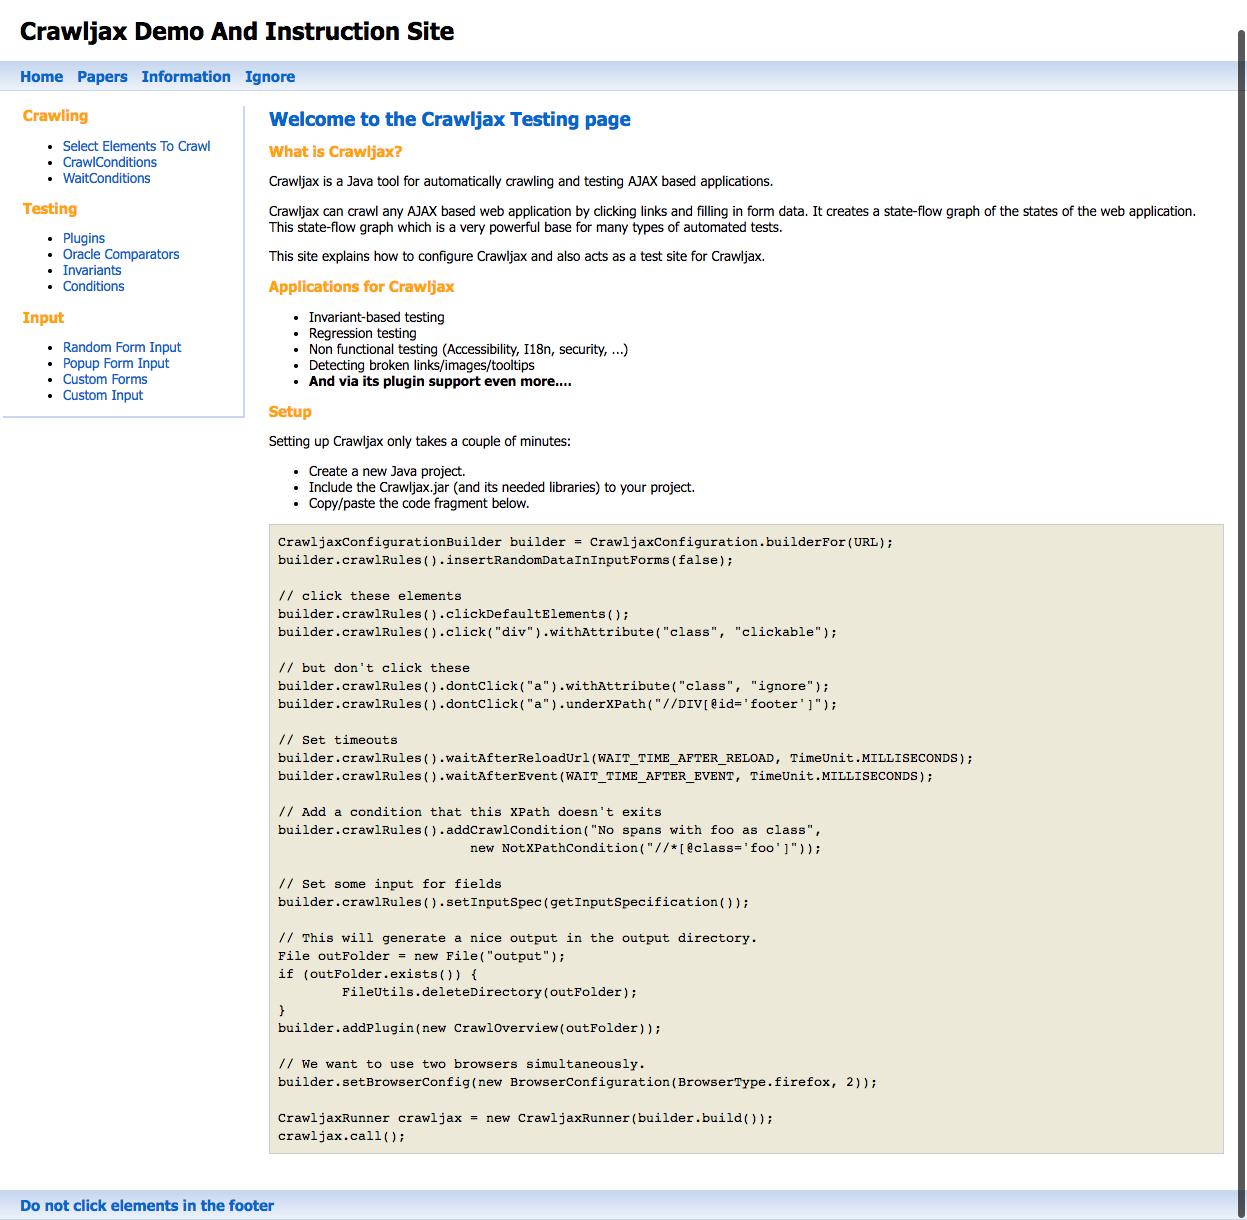 Crawljax Demo And Instruction Site
Home Papers Information Ignore
Crawling
Select Elements To Crawl
CrawlConditions
WaitConditions
Testing
Plugins
Oracle Comparators
Invariants
Conditions
Input
Random Form Input
Popup Form Input
Custom Forms
Custom Input
Welcome to the Crawljax Testing page
What is Crawljax?
Crawljax is a Java tool for automatically crawling and testing AJAX based applications.
Crawljax can crawl any AJAX based web application by clicking links and filling in form data. It creates a state-flow graph of the states of the web application.
This state-flow graph which is a very powerful base for many types of automated tests.
This site explains how to configure Crawljax and also acts as a test site for Crawljax.
Applications for Crawljax
Invariant-based testing
Regression testing
Non functional testing (Accessibility, I18n, security, ...)
Detecting broken links/images/tooltips
And via its plugin support even more....
Setup
Setting up Crawljax only takes a couple of minutes:
Create a new Java project.
Include the Crawljax.jar (and its needed libraries) to your project.
Copy/paste the code fragment below.
CrawljaxConfigurationBuilder builder = CrawljaxConfiguration.builderFor(URL);
builder.crawlRules().insertRandomDataInInputForms(false);
// click these elements
builder.crawlRules().clickDefaultElements();
builder.crawlRules().click("div").withAttribute("class", "clickable");
// but don't click these
builder.crawlRules().dontClick("a").withAttribute("class", "ignore");
builder.crawlRules().dontClick("a").underXPath("//DIV[@id='footer']");
// Set timeouts
builder.crawlRules().waitAfterReloadUrl(WAIT_TIME_AFTER_RELOAD, TimeUnit.MILLISECONDS);
builder.crawlRules().waitAfterEvent(WAIT_TIME_AFTER_EVENT, TimeUnit.MILLISECONDS);
// Add a condition that this XPath doesn't exits
builder.crawlRules().addCrawlCondition("No spans with foo as class",
new NotXPathCondition("//*[@class='foo']"));
// Set some input for fields
builder.crawlRules().setInputSpec(getInputSpecification());
// This will generate a nice output in the output directory.
File outFolder = new File("output");
if (outFolder.exists()) {
FileUtils.deleteDirectory(outFolder);
}
builder.addPlugin(new CrawlOverview(outFolder));
// We want to use two browsers simultaneously.
builder.setBrowserConfig(new BrowserConfiguration(BrowserType.firefox, 2));
CrawljaxRunner crawljax = new CrawljaxRunner(builder.build());
crawljax.call();
Do not click elements in the footer